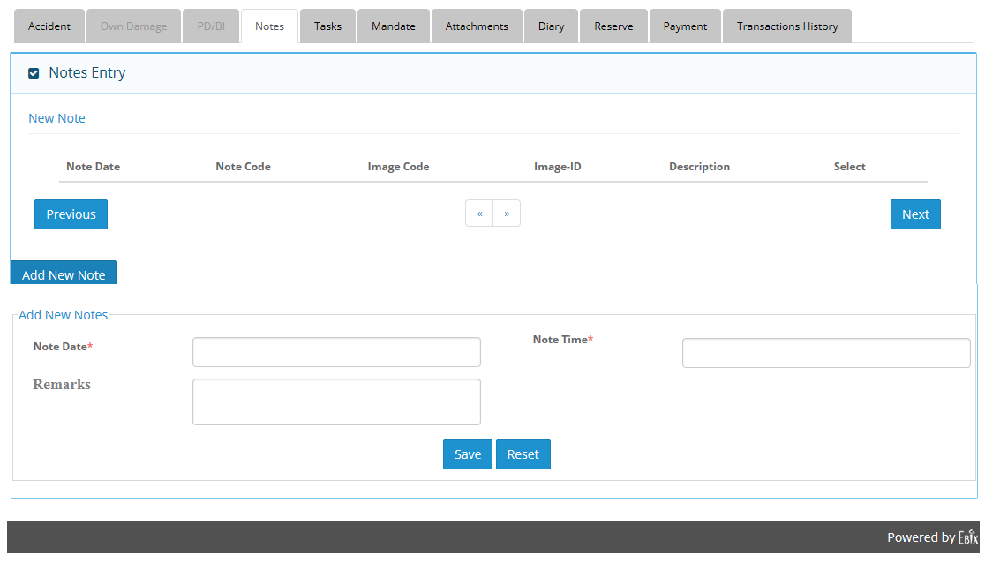 Accident Own Damage PD/BI Notes Tasks Mandate Attachments Diary Reserve Payment Transactions History
Notes Entry
New Note
Note Date Note Code Image Code Image-ID Description Select
Previous « » Next
Add New Note
Add New Notes
Note Date* Note Time*
Remarks
Save Reset
Powered by Ebix